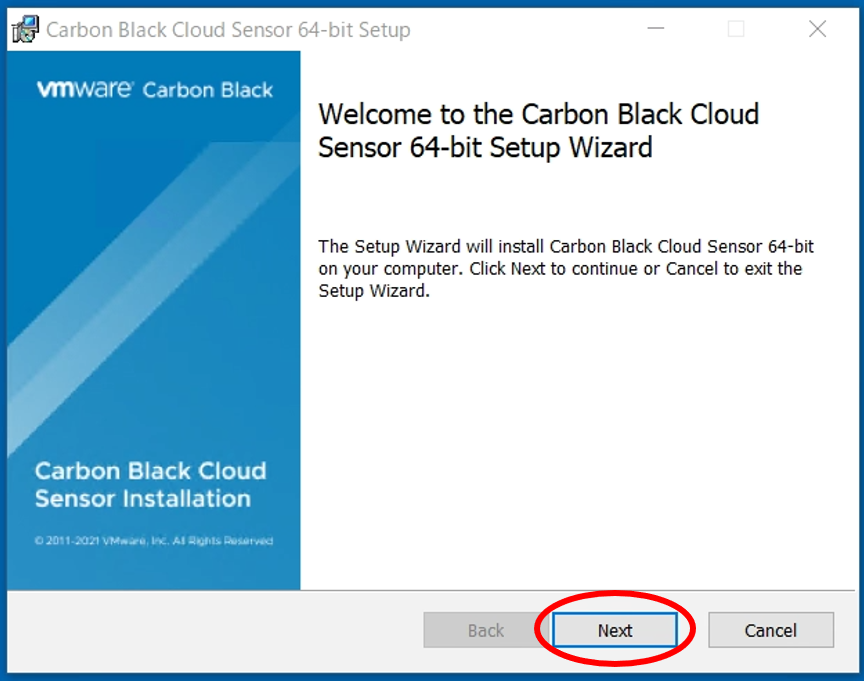 Carbon Black Cloud Sensor 64-bit Setup
vmware Carbon Black
Welcome to the Carbon Black Cloud
Sensor 64-bit Setup Wizard
The Setup Wizard will install Carbon Black Cloud Sensor 64-bit
on your computer. Click Next to continue or Cancel to exit the
Setup Wizard.
Carbon Black Cloud
Sensor Installation
© 2011-2021 VMware, Inc. All Rights Reserved
Back
Next
Cancel